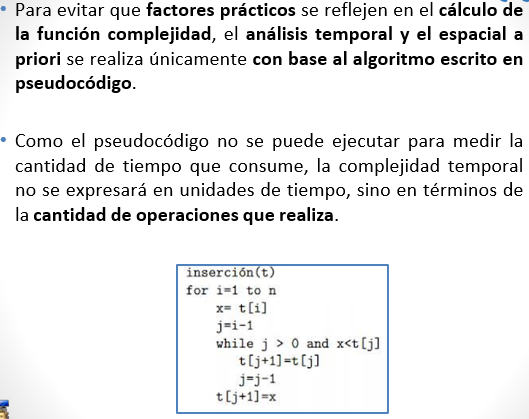 • Para evitar que factores prácticos se reflejen en el cálculo de
la función complejidad, el análisis temporal y el espacial a
priori se realiza únicamente con base al algoritmo escrito en
pseudocódigo.
• Como el pseudocódigo no se puede ejecutar para medir la
cantidad de tiempo que consume, la complejidad temporal
no se expresará en unidades de tiempo, sino en términos de
la cantidad de operaciones que realiza.
inserción(t)
for i=1 to n
x= t[i]
j=i-1
while j > 0 and x<t[j]
t[j+1]=t[j]
j=j-1
t[j+1]=x